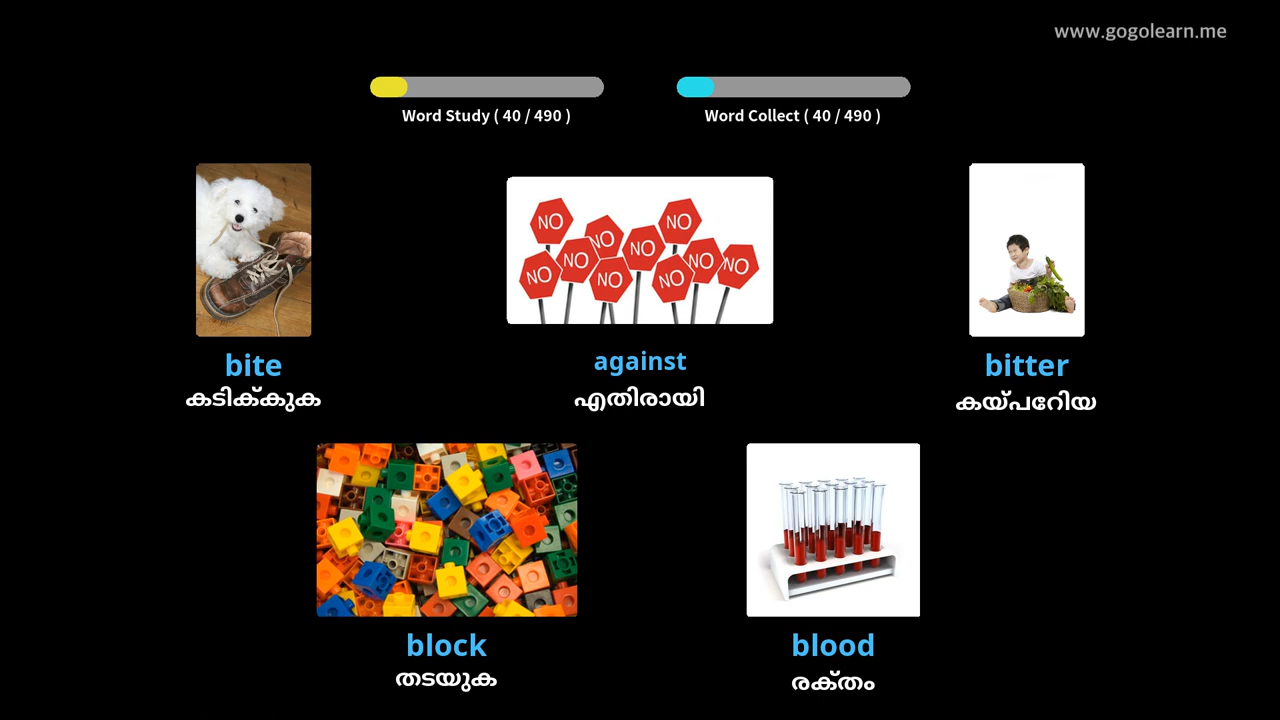 www.gogolearn.me
Word Study ( 40 / 490 )
Word Collect ( 40 / 490 )
NO
NO
NO
NO
NO
NO
NO
NO
NO
NO
bite
against
bitter
കടിക്കുക
എതിരായി
കയ്പറേിയ
block
blood
തടയുക
രക്തം